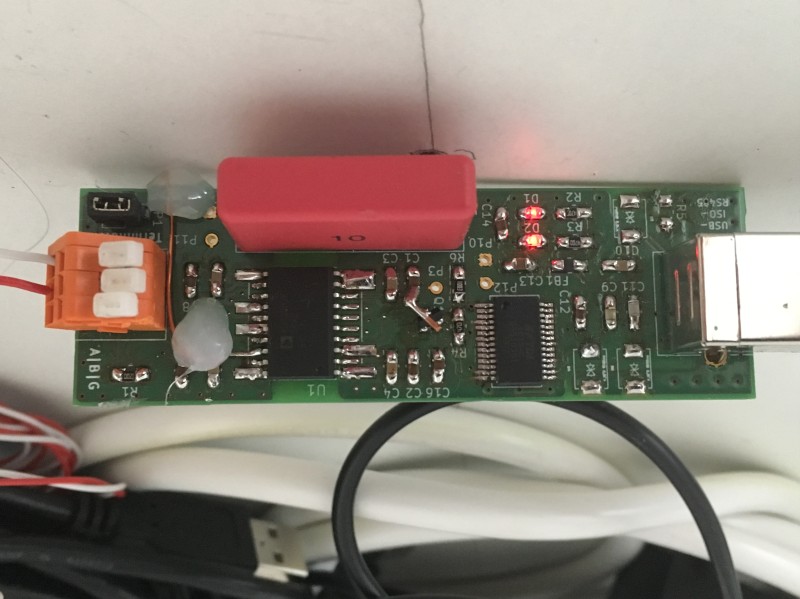 C16 C2 C4
U1
R1
A|B|G
R4
C12
C11 C9
P12
P3
FB1 C13
C10
R6
C1 C3
P10
10
P11
D2
R3
C14
USB-
ISO-
RS485
R5
R2
D1